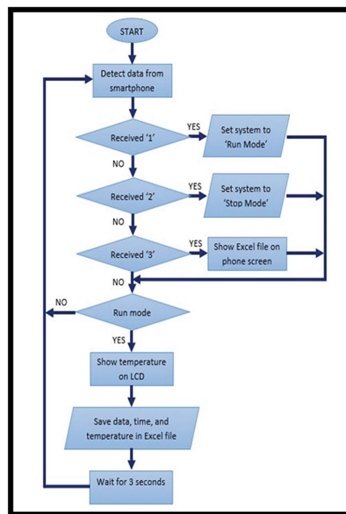 START
Detect data from
smartphone
Received '1'
YES
Set system to
'Run Mode'
NO
Received '2'
YES
Set system to
'Stop Mode'
NO
Received '3'
YES
Show Excel file on
phone screen
NO
NO
Run mode
YES
Show temperature
on LCD
Save data, time, and
temperature in Excel file
Wait for 3 seconds